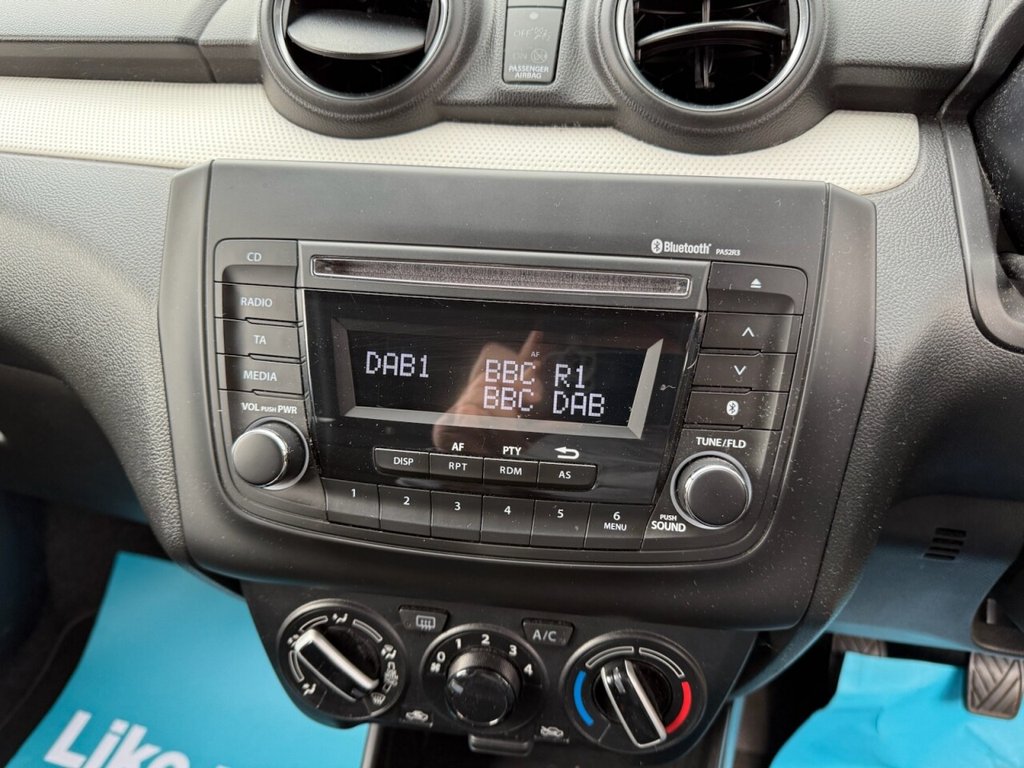 OFF
ON
PASSENGER
AIRBAG
Bluetooth PA52R3
CD
RADIO
TA
MEDIA
VOL PUSH PWR
AF
DAB1 BBC R1
BBC DAB
AF PTY
DISP RPT RDM AS
TUNE/FLD
1 2 3 4 5 6
MENU
PUSH
SOUND
A/C
0 1 2 3 4
Like